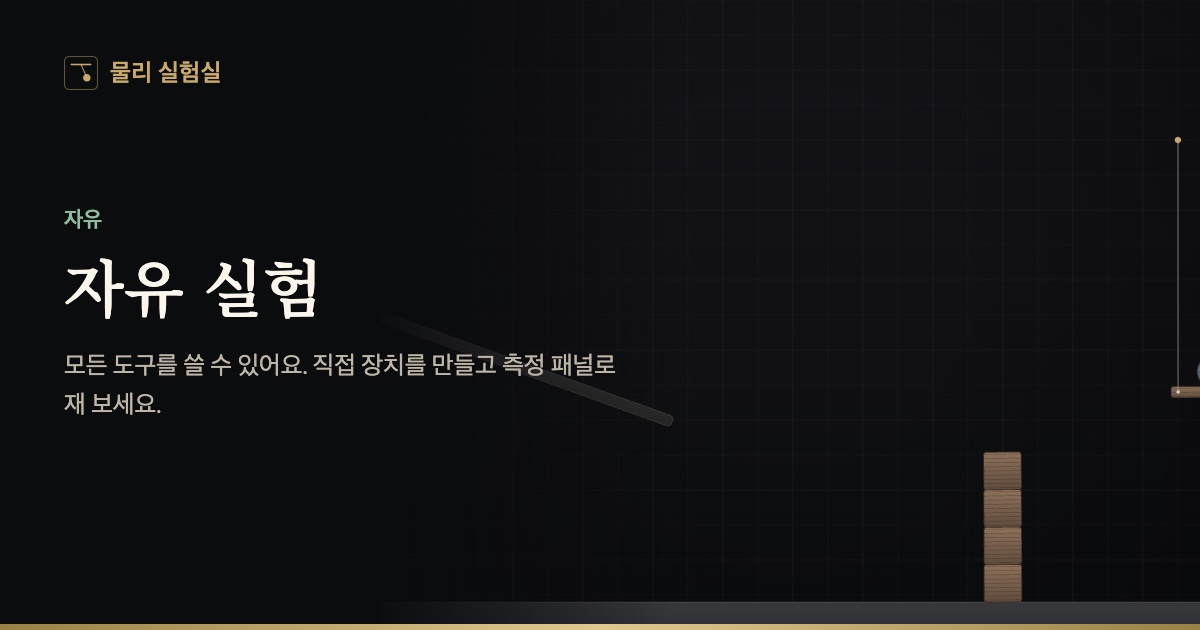 물리 실험실
자유
자유 실험
모든 도구를 쓸 수 있어요. 직접 장치를 만들고 측정 패널로
재 보세요.